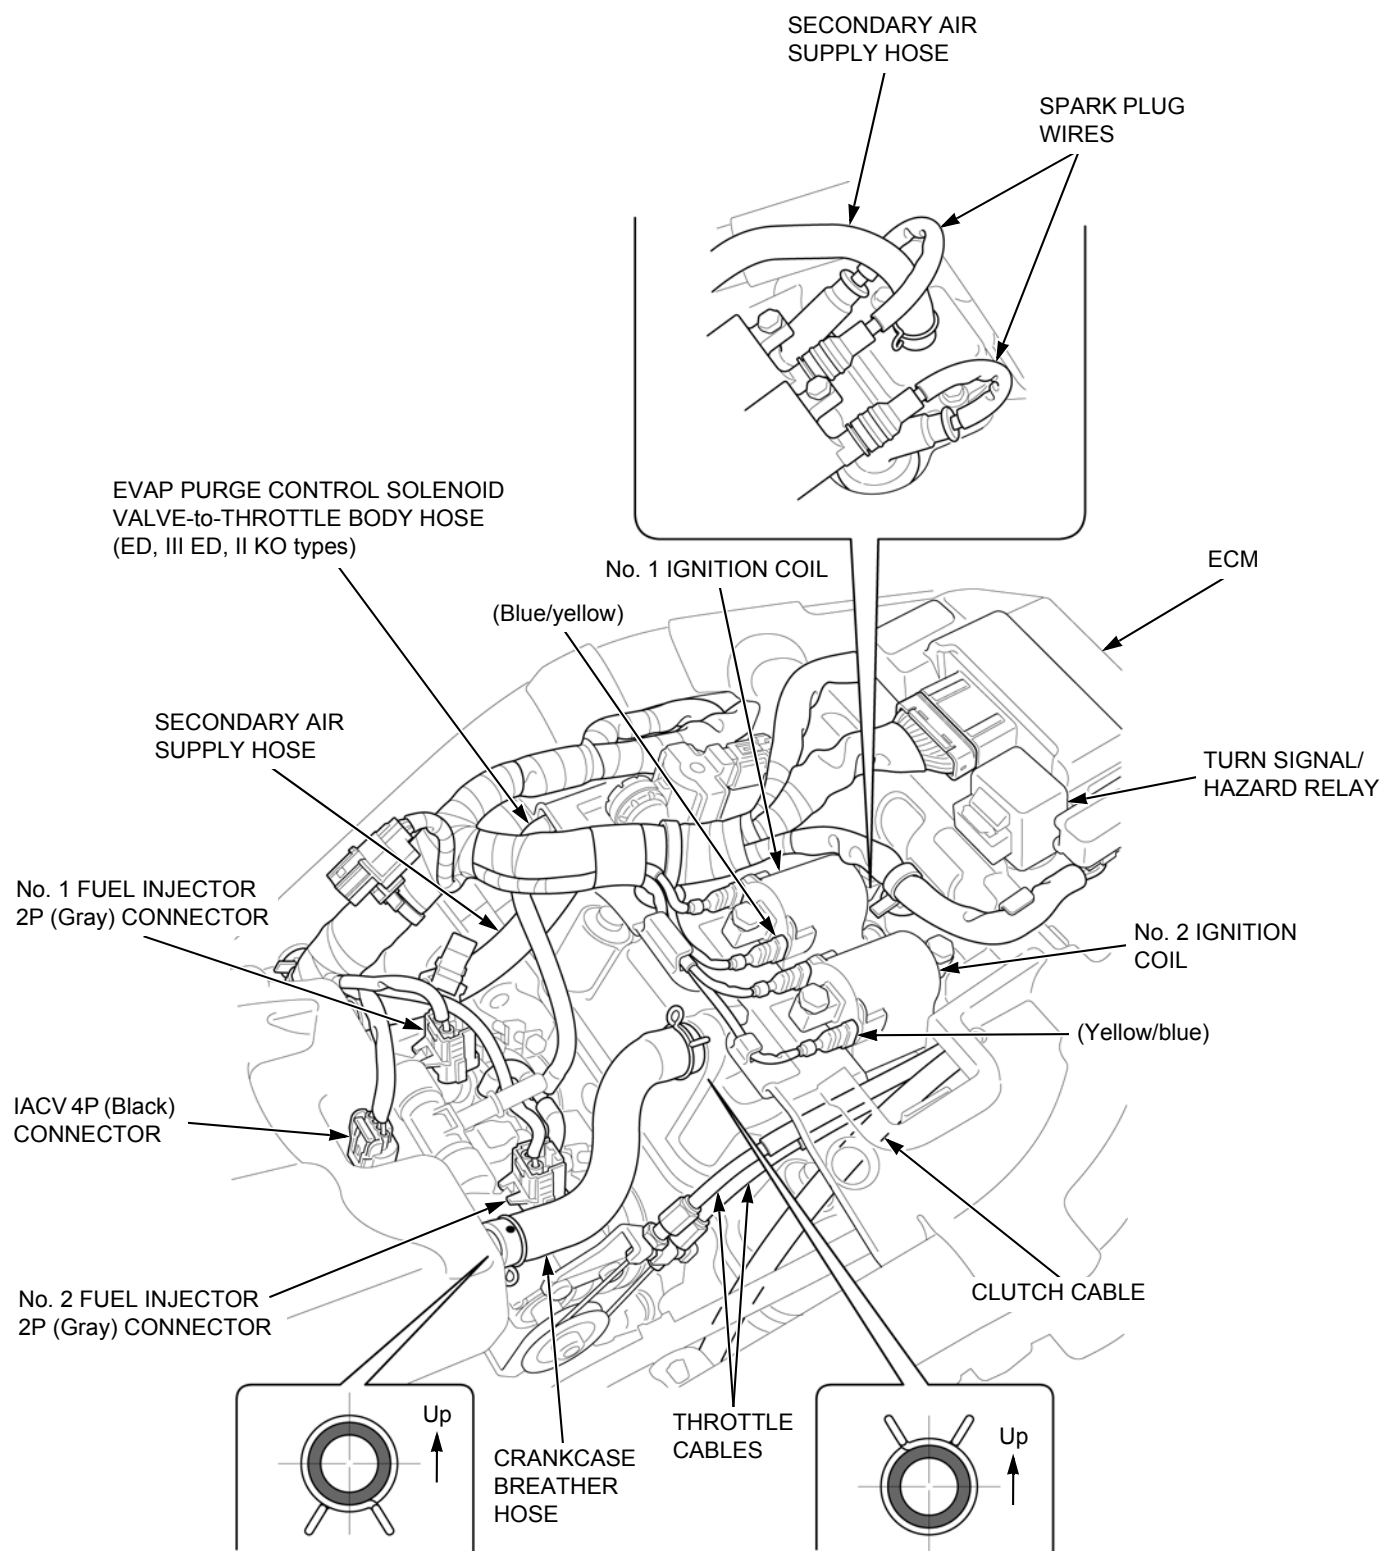 SECONDARY AIR
SUPPLY HOSE
SPARK PLUG
WIRES
EVAP PURGE CONTROL SOLENOID
VALVE-to-THROTTLE BODY HOSE
(ED, III ED, II KO types)
No. 1 IGNITION COIL
ECM
(Blue/yellow)
SECONDARY AIR
SUPPLY HOSE
TURN SIGNAL/
HAZARD RELAY
No. 1 FUEL INJECTOR
2P (Gray) CONNECTOR
No. 2 IGNITION
COIL
(Yellow/blue)
IACV 4P (Black)
CONNECTOR
CLUTCH CABLE
No. 2 FUEL INJECTOR
2P (Gray) CONNECTOR
Up
THROTTLE
CABLES
CRANKCASE
BREATHER
HOSE
Up